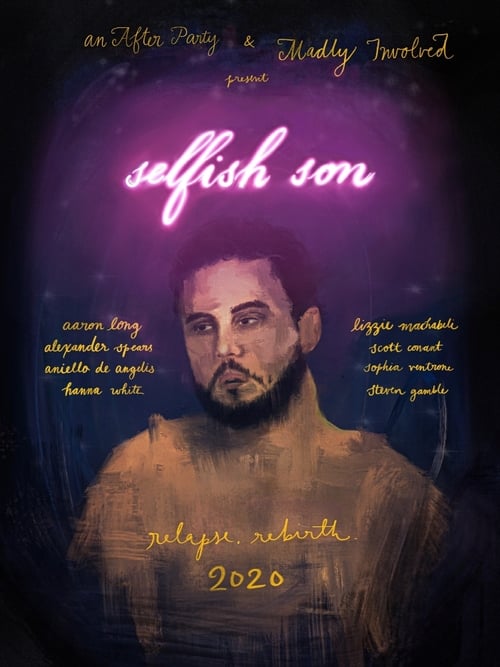 an After Party & Madly Involved
present
selfish son
aaron long
alexander spears
aniello de angelis
hanna white
lizzie machabeli
scott conant
sophia ventrone
steven gamble
relapse. rebirth.
2020